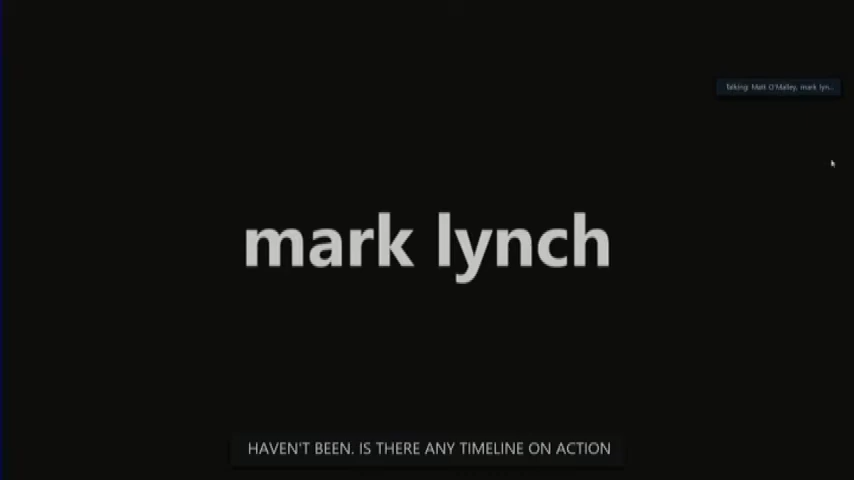 Talking: Matt O'Malley, mark lyn...
mark lynch
HAVEN'T BEEN. IS THERE ANY TIMELINE ON ACTION